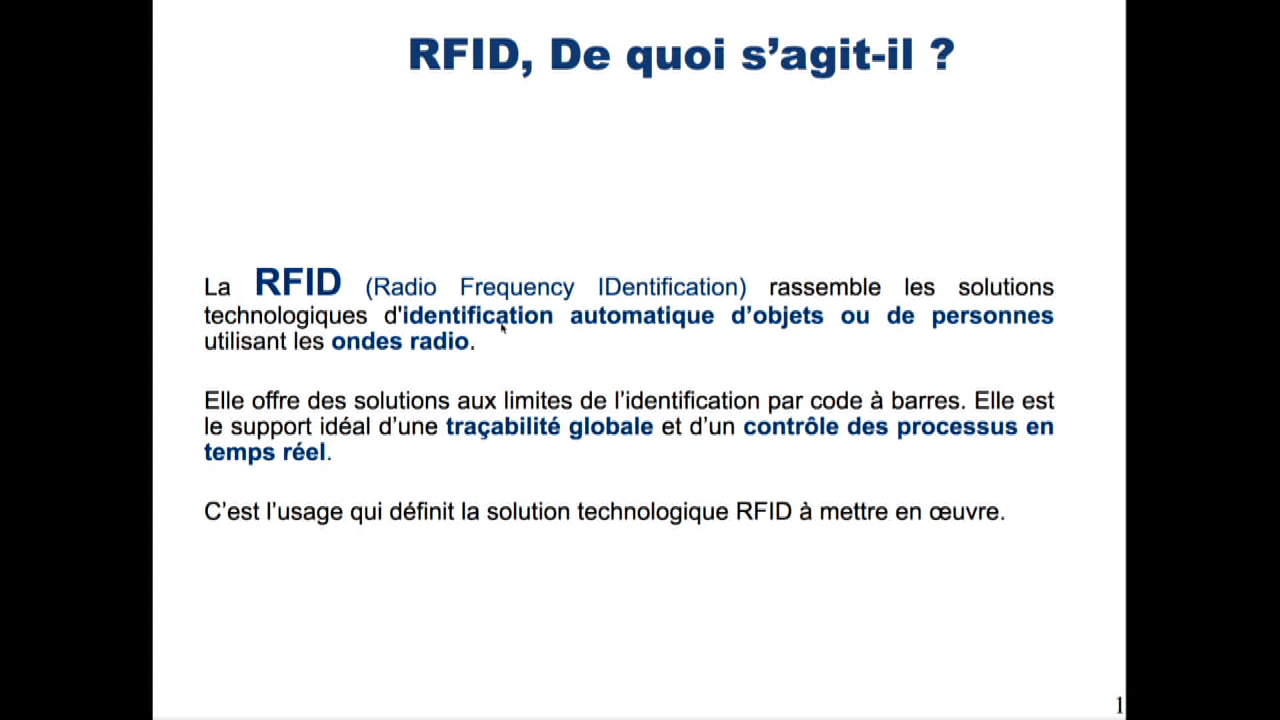 RFID, De quoi s’agit-il ?
La RFID (Radio Frequency IDentification) rassemble les solutions
technologiques d'identification automatique d’objets ou de personnes
utilisant les ondes radio.
Elle offre des solutions aux limites de l’identification par code à barres. Elle est
le support idéal d’une traçabilité globale et d’un contrôle des processus en
temps réel.
C’est l’usage qui définit la solution technologique RFID à mettre en œuvre.
1